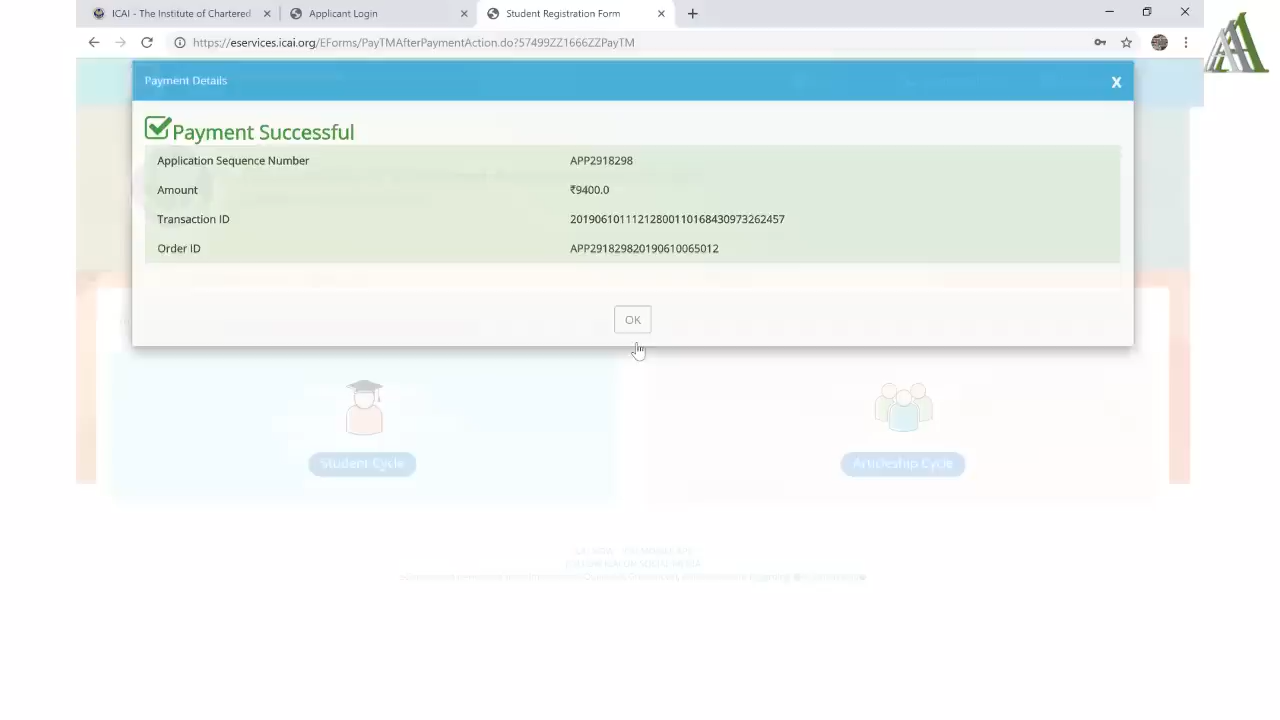 ICAI - The Institute of Chartered
Applicant Login
Student Registration Form
https://eservices.icai.org/EForms/PayTMAfterPaymentAction.do?57499ZZ1666ZZPayTM
Payment Details
X
Payment Successful
Application Sequence Number APP2918298
Amount ₹9400.0
Transaction ID 20190610111212800110168430973262457
Order ID APP291829820190610065012
OK
Student Cycle
Articleship Cycle